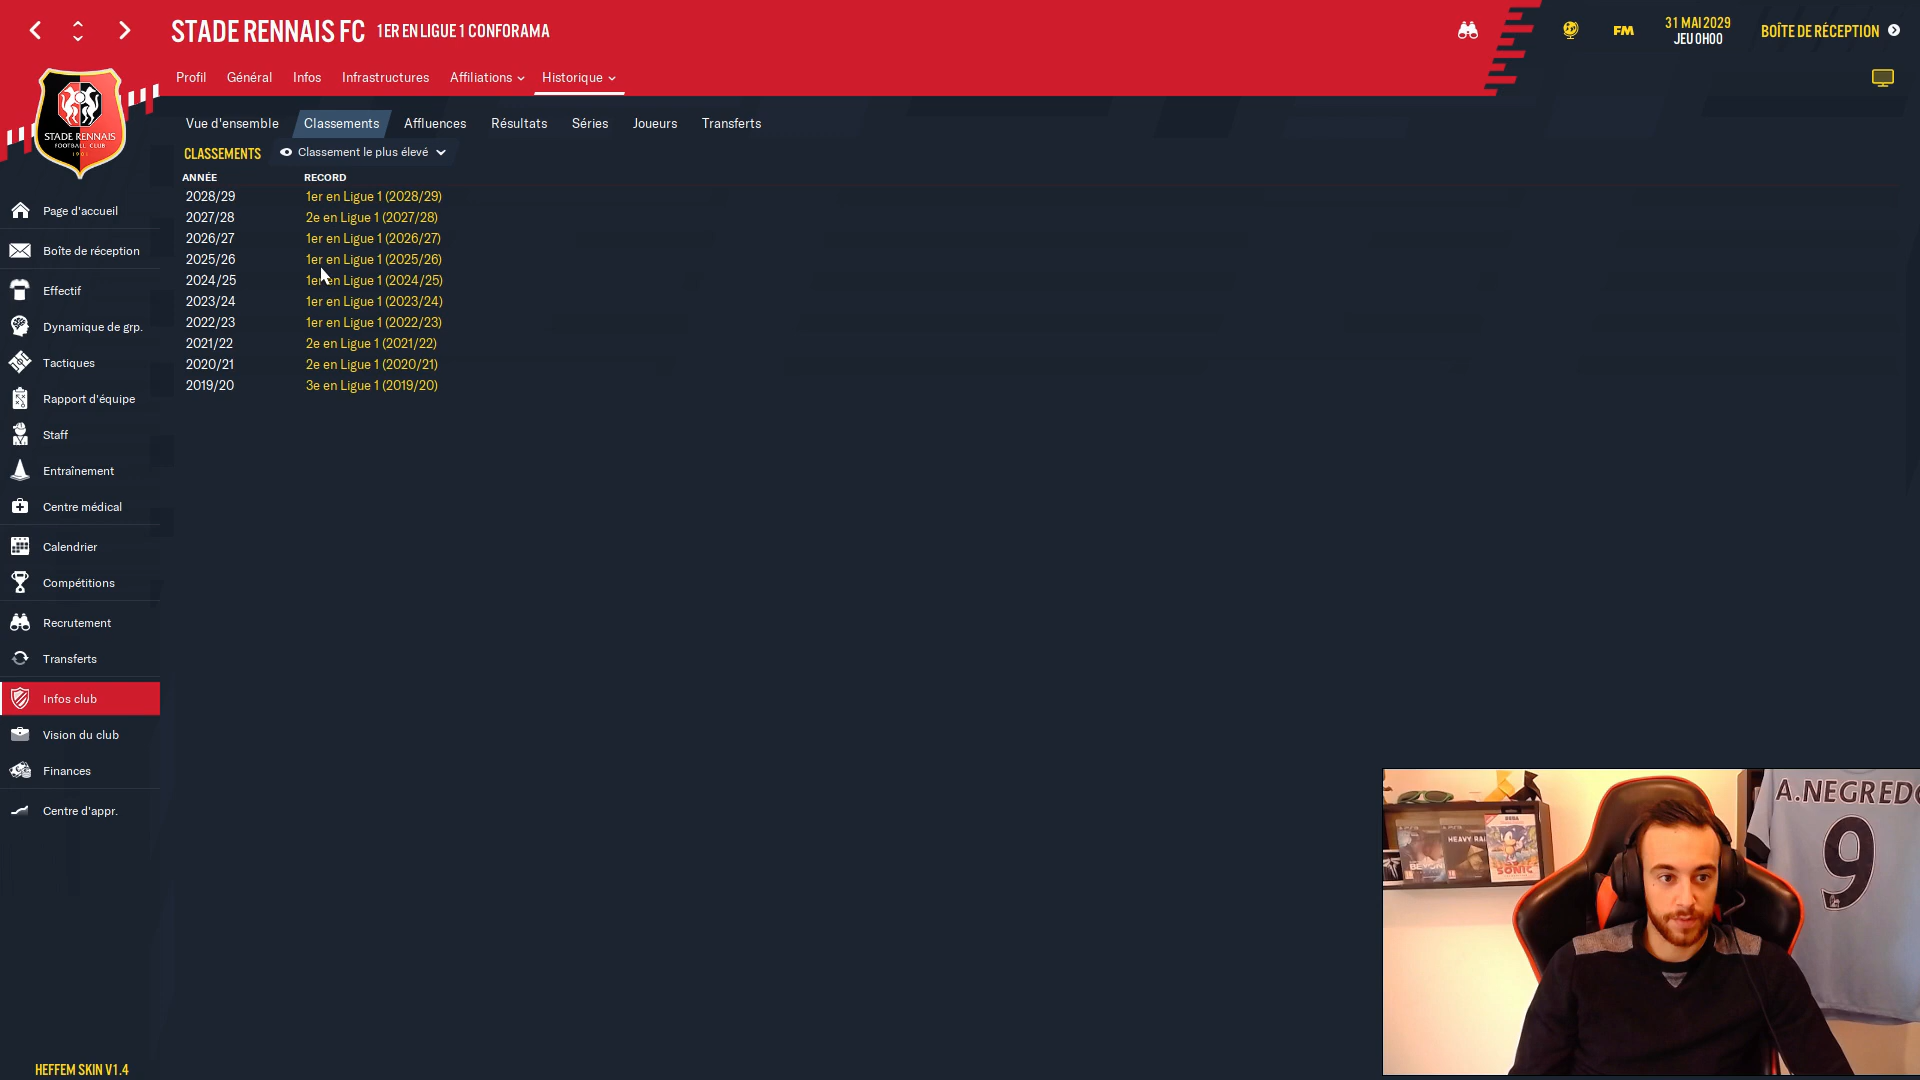 STADE RENNAIS FC 1ER EN LIGUE 1 CONFORAMA
FM
31 MAI 2029
JEU 0H00
BOÎTE DE RÉCEPTION
Profil Général Infos Infrastructures Affiliations Historique
STADE RENNAIS
FOOTBALL CLUB
1901
Vue d'ensemble Classements Affluences Résultats Séries Joueurs Transferts
CLASSEMENTS Classement le plus élevé
ANNÉE RECORD
2028/29 1er en Ligue 1 (2028/29)
2027/28 2e en Ligue 1 (2027/28)
2026/27 1er en Ligue 1 (2026/27)
2025/26 1er en Ligue 1 (2025/26)
2024/25 1er en Ligue 1 (2024/25)
2023/24 1er en Ligue 1 (2023/24)
2022/23 1er en Ligue 1 (2022/23)
2021/22 2e en Ligue 1 (2021/22)
2020/21 2e en Ligue 1 (2020/21)
2019/20 3e en Ligue 1 (2019/20)
Page d'accueil
Boîte de réception
Effectif
Dynamique de grp.
Tactiques
Rapport d'équipe
Staff
Entraînement
Centre médical
Calendrier
Compétitions
Recrutement
Transferts
Infos club
Vision du club
Finances
Centre d'appr.
HEFFEM SKIN V1.4
A.NEGREDO
9
SEGA
HEAVY
SONIC